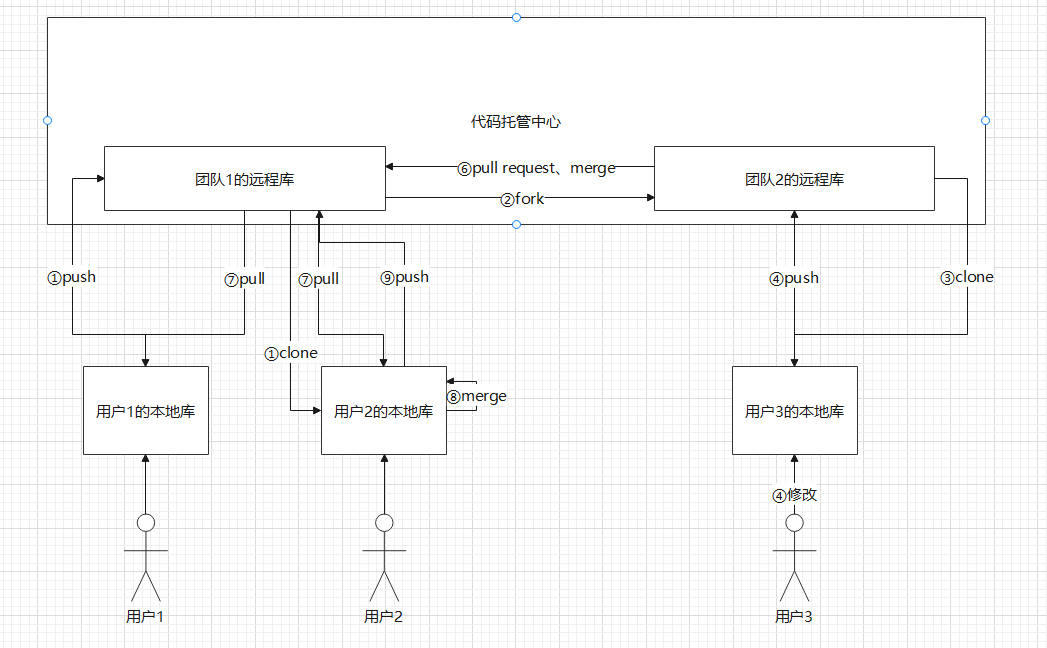 代码托管中心
⑥pull request、merge
团队1的远程库
团队2的远程库
②fork
①push
⑦pull
⑦pull
⑨push
④push
③clone
①clone
⑧merge
用户1的本地库
用户2的本地库
用户3的本地库
④修改
用户1
用户2
用户3